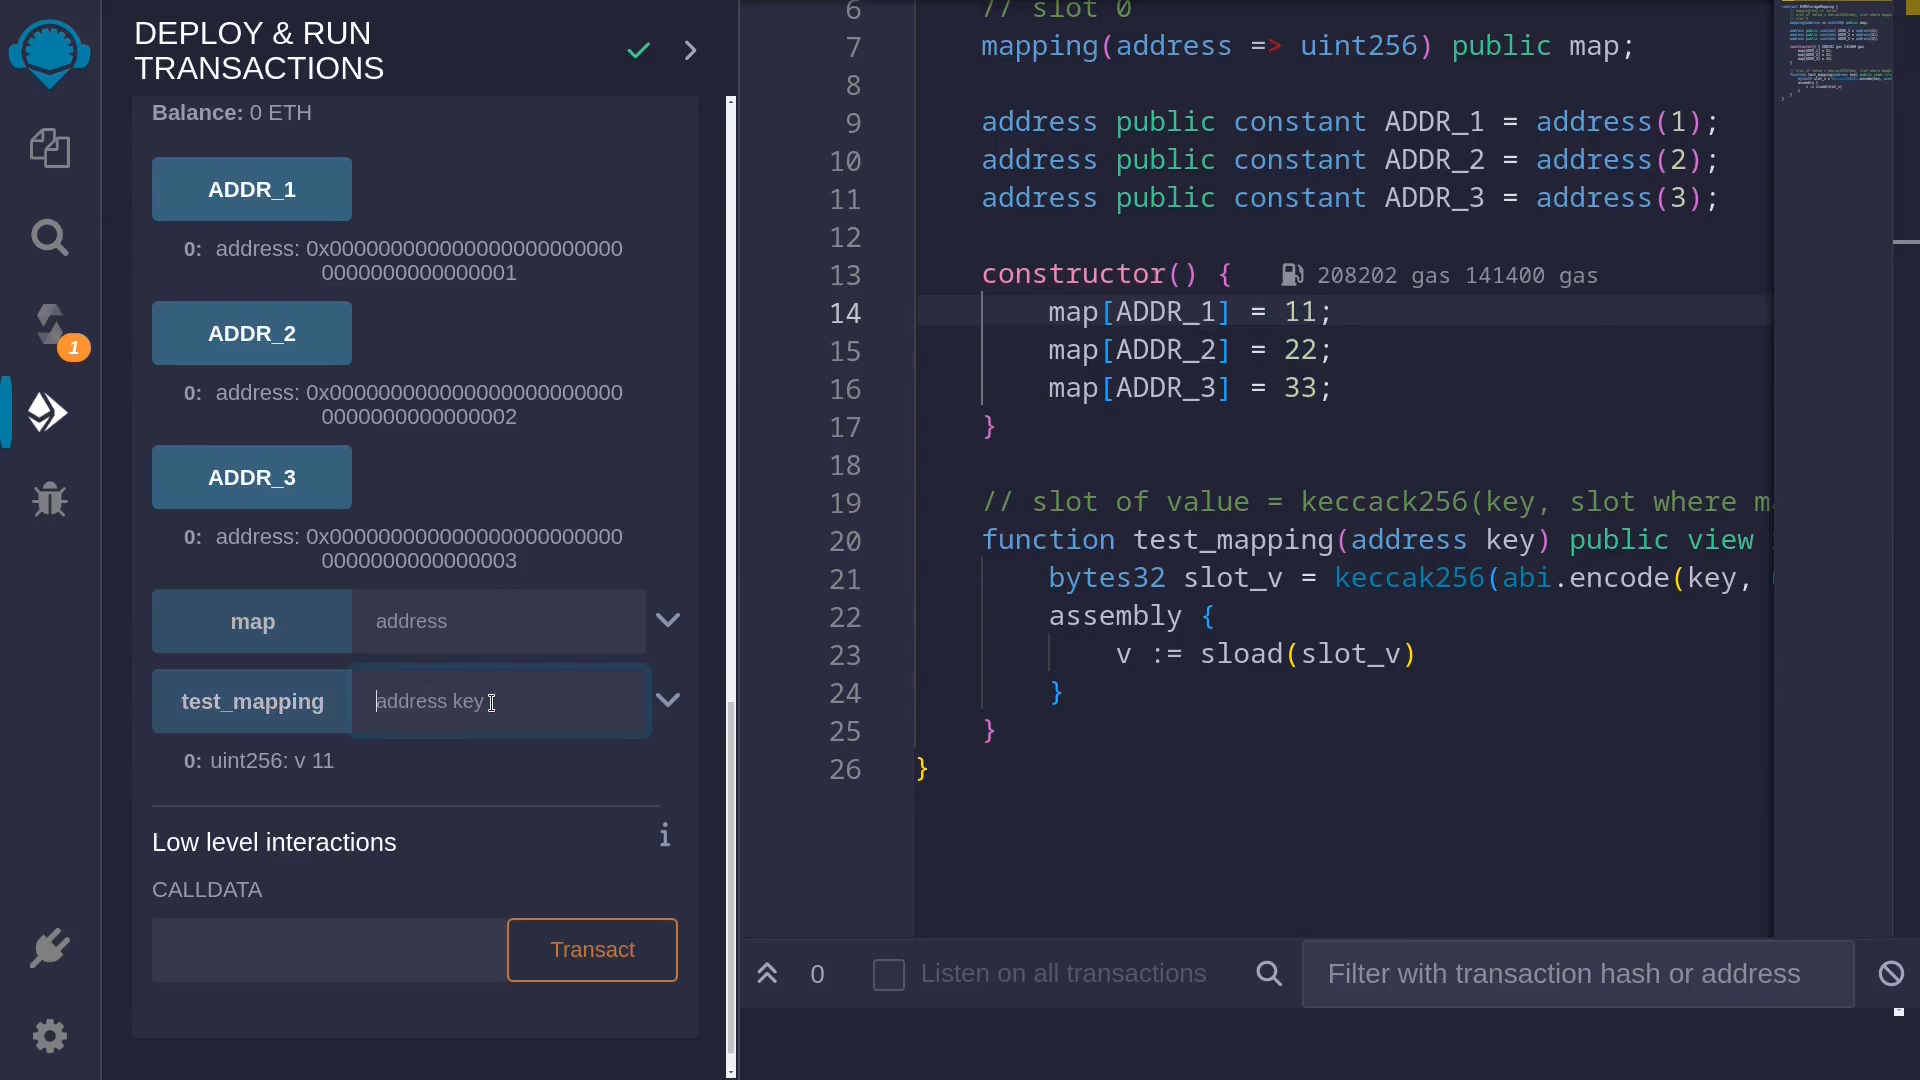 DEPLOY & RUN
TRANSACTIONS
Balance: 0 ETH
ADDR_1
0: address: 0x000000000000000000000000
0000000000000001
ADDR_2
0: address: 0x000000000000000000000000
0000000000000002
ADDR_3
0: address: 0x000000000000000000000000
0000000000000003
map address
test_mapping address key
0: uint256: v 11
Low level interactions
i
CALLDATA
Transact
1
6 // slot 0
7 mapping(address => uint256) public map;
8
9 address public constant ADDR_1 = address(1);
10 address public constant ADDR_2 = address(2);
11 address public constant ADDR_3 = address(3);
12
13 constructor() { 208202 gas 141400 gas
14 map[ADDR_1] = 11;
15 map[ADDR_2] = 22;
16 map[ADDR_3] = 33;
17 }
18
19 // slot of value = keccack256(key, slot where
20 function test_mapping(address key) public view
21 bytes32 slot_v = keccak256(abi.encode(key,
22 assembly {
23 v := sload(slot_v)
24 }
25 }
26 }
0 Listen on all transactions Filter with transaction hash or address